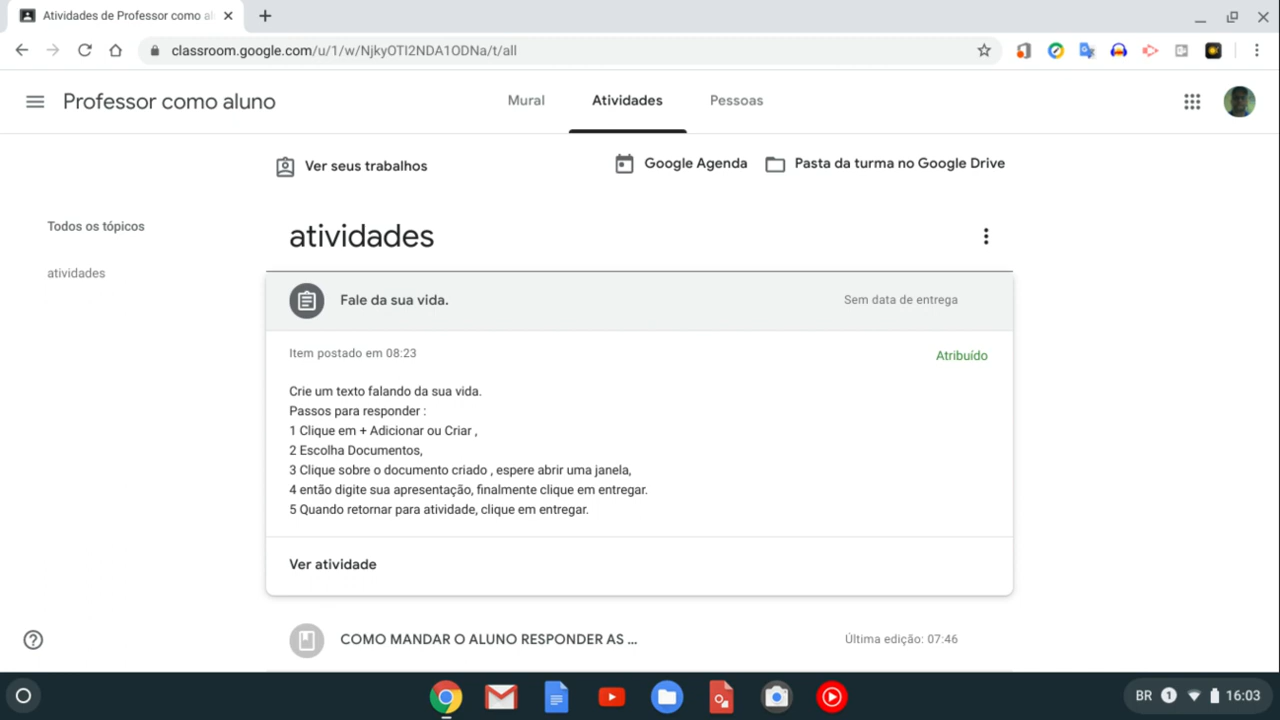 Atividades de Professor como al
classroom.google.com/u/1/w/NjkyOTI2NDA1ODNa/t/all
Professor como aluno
Mural
Atividades
Pessoas
Ver seus trabalhos
Google Agenda
Pasta da turma no Google Drive
Todos os tópicos
atividades
atividades
Fale da sua vida.
Sem data de entrega
Item postado em 08:23
Atribuído
Crie um texto falando da sua vida.
Passos para responder :
1 Clique em + Adicionar ou Criar ,
2 Escolha Documentos,
3 Clique sobre o documento criado , espere abrir uma janela,
4 então digite sua apresentação, finalmente clique em entregar.
5 Quando retornar para atividade, clique em entregar.
Ver atividade
COMO MANDAR O ALUNO RESPONDER AS ...
Última edição: 07:46
BR 1 16:03